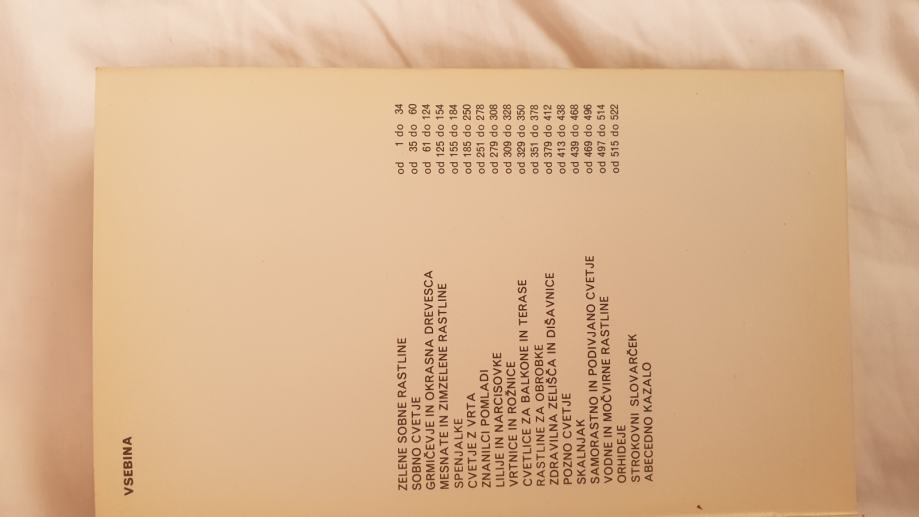 VSEBINA
ZELENE SOBNE RASTLINE od 1 do 34
SOBNO CVETJE od 35 do 60
GRMIČEVJE IN OKRASNA DREVESCA od 61 do 124
MESNATE IN ZIMZELENE RASTLINE od 125 do 154
SPENJALKE od 155 do 184
CVETJE Z VRTA od 185 do 250
ZNANILCI POMLADI od 251 do 278
LILIJE IN NARCISOVKE od 279 do 308
VRTNICE IN ROŽNICE od 309 do 328
CVETLICE ZA BALKONE IN TERASE od 329 do 350
RASTLINE ZA OBROBKE od 351 do 378
ZDRAVILNA ZELIŠČA IN DIŠAVNICE od 379 do 412
POZNO CVETJE od 413 do 438
SKALNJAK od 439 do 468
SAMORASTNO IN PODIVJANO CVETJE od 469 do 496
VODNE IN MOČVIRNE RASTLINE od 497 do 514
ORHIDEJE od 515 do 522
STROKOVNI SLOVARČEK
ABECEDNO KAZALO